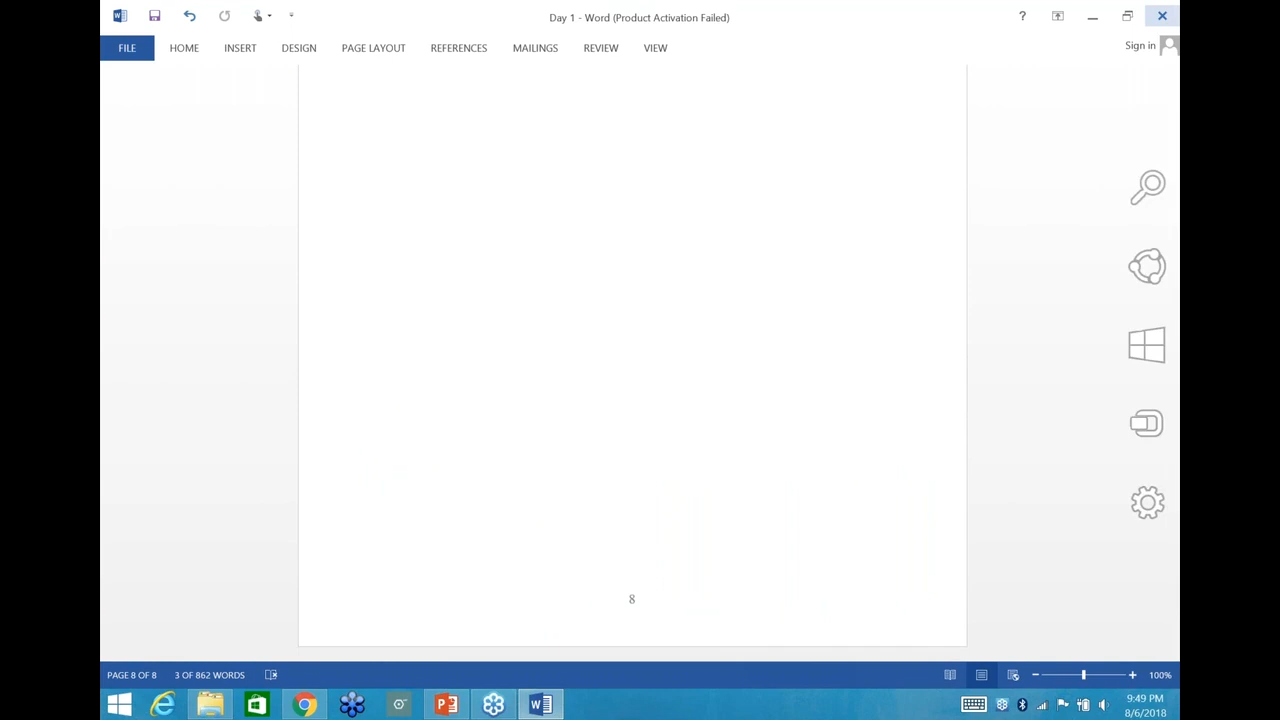 Day 1 - Word (Product Activation Failed)
?
FILE HOME INSERT DESIGN PAGE LAYOUT REFERENCES MAILINGS REVIEW VIEW
Sign in
8
PAGE 8 OF 8 3 OF 862 WORDS
100%
9:49 PM
8/6/2018